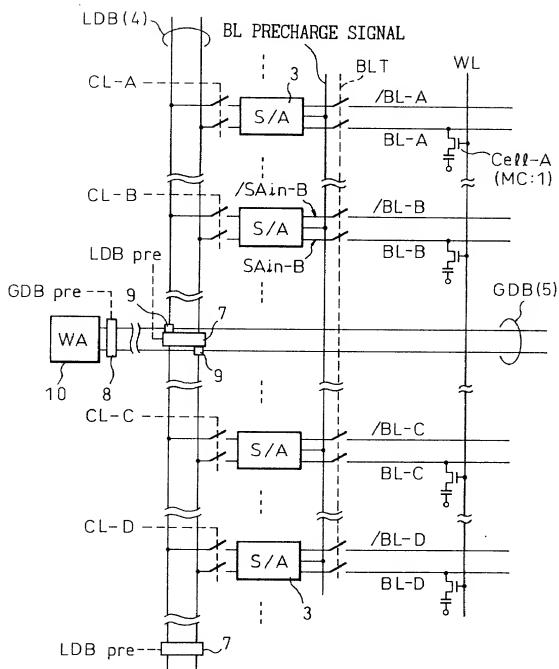 LDB(4)
BL PRECHARGE SIGNAL
CL-A
3
BLT
WL
S/A
/BL-A
BL-A
Cell-A
(MC:1)
CL-B
/SAin-B
S/A
/BL-B
BL-B
SAin-B
LDB pre
GDB pre
9
7
GDB(5)
WA
10
8
9
CL-C
S/A
/BL-C
BL-C
CL-D
S/A
/BL-D
BL-D
3
LDB pre
7